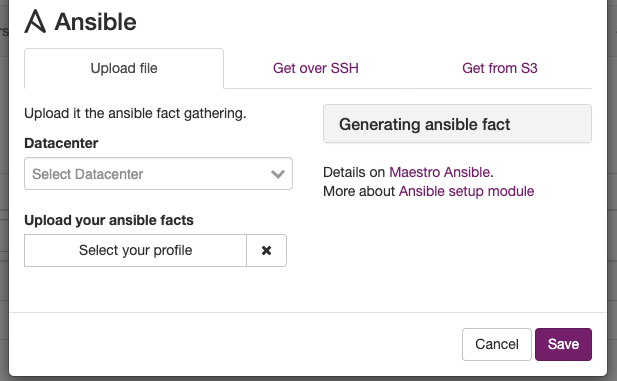 Ansible
Upload file
Get over SSH
Get from S3
Upload it the ansible fact gathering.
Datacenter
Select Datacenter
Upload your ansible facts
Select your profile
Generating ansible fact
Details on Maestro Ansible.
More about Ansible setup module
Cancel
Save